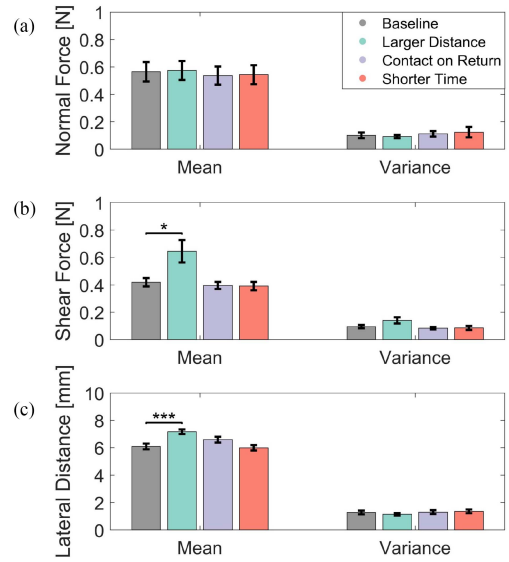 (a)
Normal Force [N]
1
0.8
0.6
0.4
0.2
0
Baseline
Larger Distance
Contact on Return
Shorter Time
Mean
Variance
(b)
Shear Force [N]
1
0.8
0.6
0.4
0.2
0
*
Mean
Variance
(c)
Lateral Distance [mm]
10
8
6
4
2
0
***
Mean
Variance